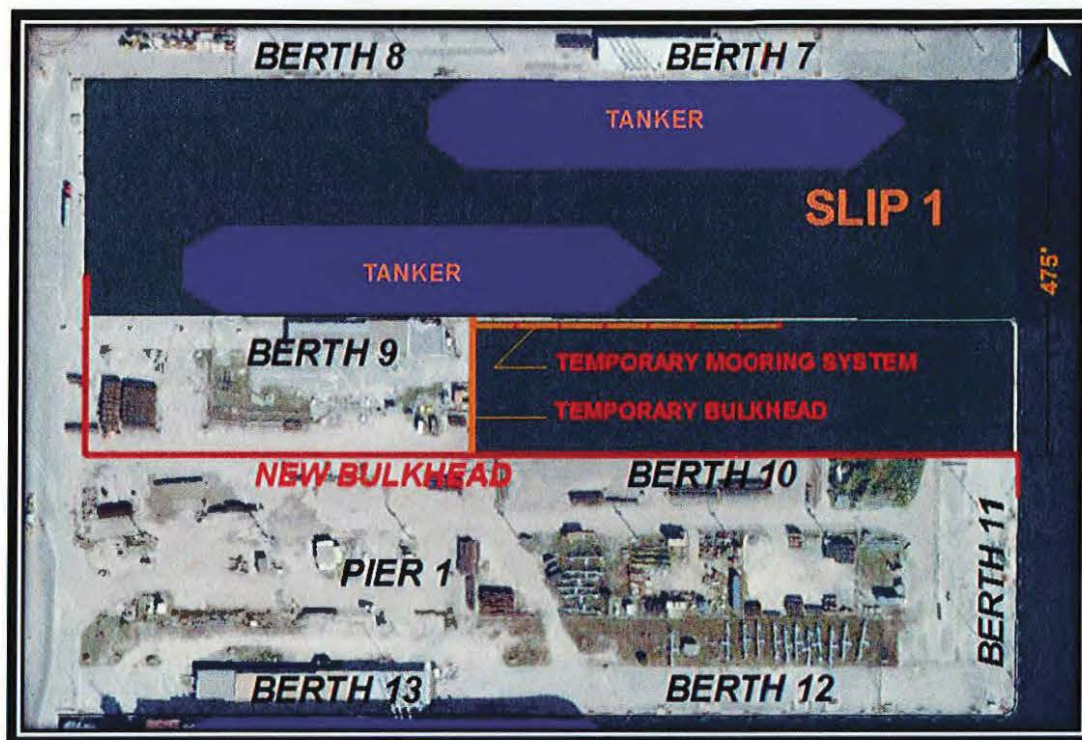 BERTH 8
BERTH 7
TANKER
SLIP 1
TANKER
475'
BERTH 9
TEMPORARY MOORING SYSTEM
TEMPORARY BULKHEAD
NEW BULKHEAD
BERTH 10
BERTH 11
PIER 1
BERTH 13
BERTH 12